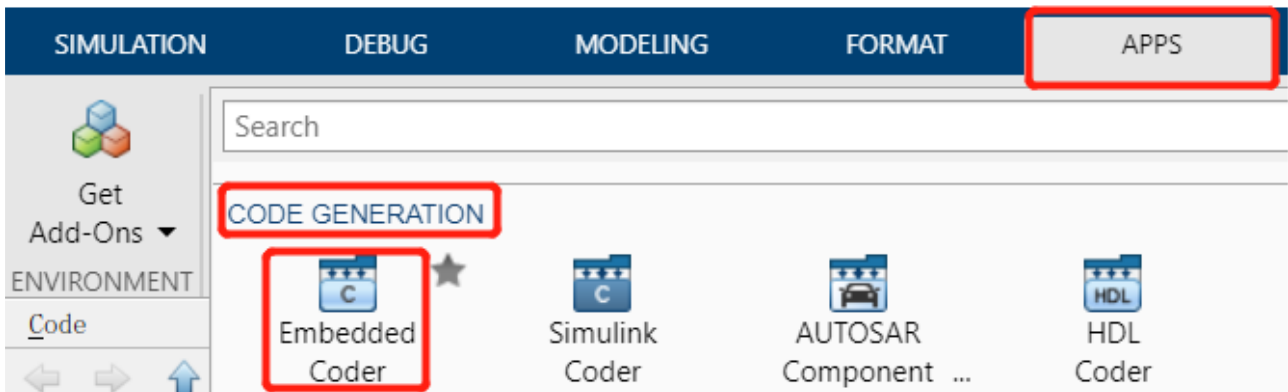 SIMULATION DEBUG MODELING FORMAT APPS
Search
Get
Add-Ons
ENVIRONMENT
Code
CODE GENERATION
C
Embedded
Coder
C
Simulink
Coder
AUTOSAR
Component ...
HDL
HDL
Coder